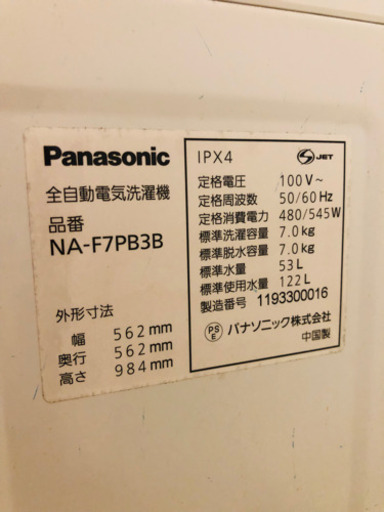 Panasonic
全自動電気洗濯機
品番
NA-F7PB3B
外形寸法
幅 562mm
奥行 562mm
高さ 984mm
IPX4
S JET
定格電圧 100V~
定格周波数 50/60Hz
定格消費電力 480/545W
標準洗濯容量 7.0kg
標準脱水容量 7.0kg
標準水量 53L
標準使用水量 122L
製造番号 1193300016
PS E パナソニック株式会社
中国製